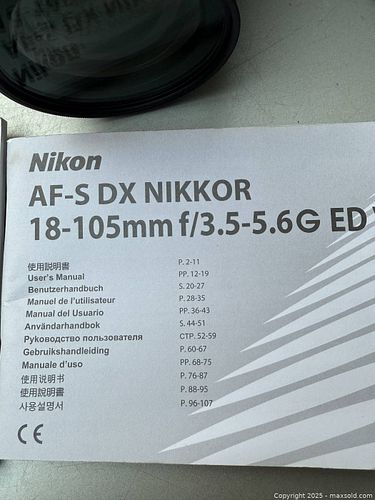 Nikon
AF-S DX NIKKOR
18-105mm f/3.5-5.6G ED
使用説明書 P. 2-11
User's Manual PP. 12-19
Benutzerhandbuch S. 20-27
Manuel de l'utilisateur P. 28-35
Manual del Usuario PP. 36-43
Användarhandbok S. 44-51
Руководство пользователя СТР. 52-59
Gebruikshandleiding P. 60-67
Manuale d'uso PP. 68-75
使用说明书 P. 76-87
使用說明書 P. 88-95
사용설명서 P. 96-107
CE
Copyright 2025 - maxsold.com